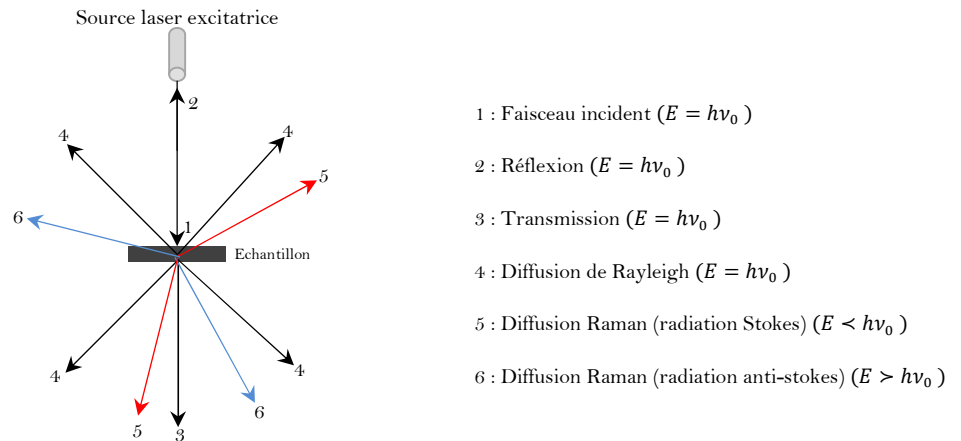 Source laser excitatrice
2
4
4
5
6
1
Echantillon
4
4
6
5
3
1 : Faisceau incident (E = hν₀ )
2 : Réflexion (E = hν₀ )
3 : Transmission (E = hν₀ )
4 : Diffusion de Rayleigh (E = hν₀ )
5 : Diffusion Raman (radiation Stokes) (E ≺ hν₀ )
6 : Diffusion Raman (radiation anti-stokes) (E ≻ hν₀ )